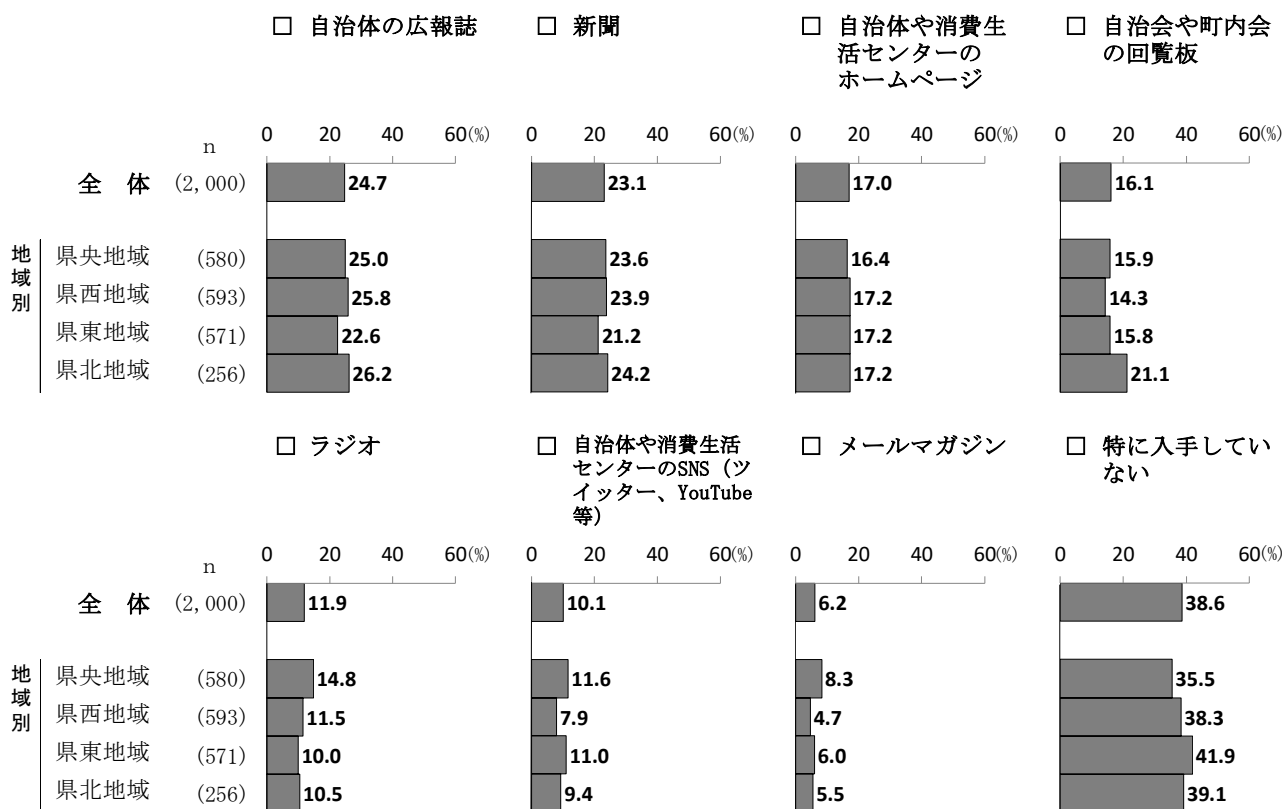 □ 自治体の広報誌
□ 新聞
□ 自治体や消費生
活センターの
ホームページ
□ 自治会や町内会
の回覧板
0 20 60(%) 0 20 60(%) 0 20 60(%) 0 20 60(%)
n
全 体 (2,000) 24.7 23.1 17.0 16.1
地域別
県央地域 (580) 25.0 23.6 16.4 15.9
県西地域 (593) 25.8 23.9 17.2 14.3
県東地域 (571) 22.6 21.2 17.2 15.8
県北地域 (256) 26.2 24.2 17.2 21.1
□ ラジオ
□ 自治体や消費生活
センターのSNS（ツ
イッター、YouTube
等）
□ メールマガジン
□ 特に入手してい
ない
0 20 40 60(%) 0 20 40 60(%) 0 20 40 60(%) 0 20 40 60(%)
n
全 体 (2,000) 11.9 10.1 6.2 38.6
地域別
県央地域 (580) 14.8 11.6 8.3 35.5
県西地域 (593) 11.5 7.9 4.7 38.3
県東地域 (571) 10.0 11.0 6.0 41.9
県北地域 (256) 10.5 9.4 5.5 39.1